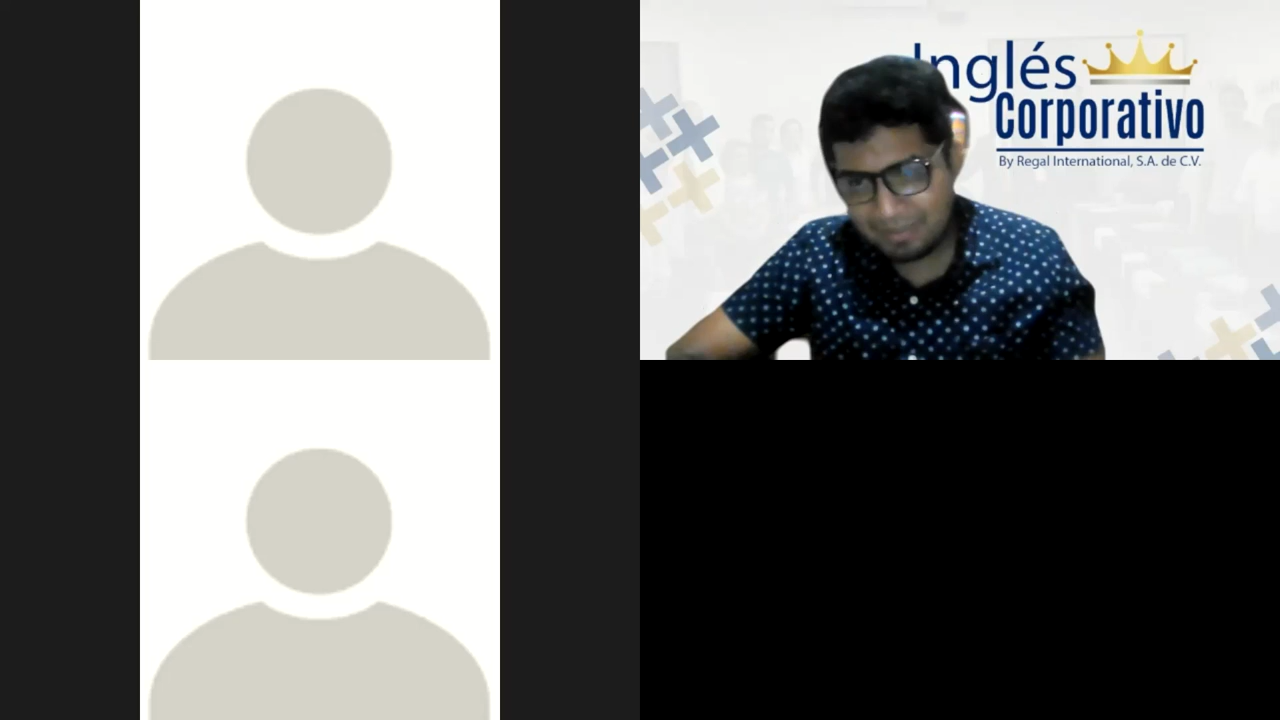 Inglés
Corporativo
By Regal International, S.A. de C.V.